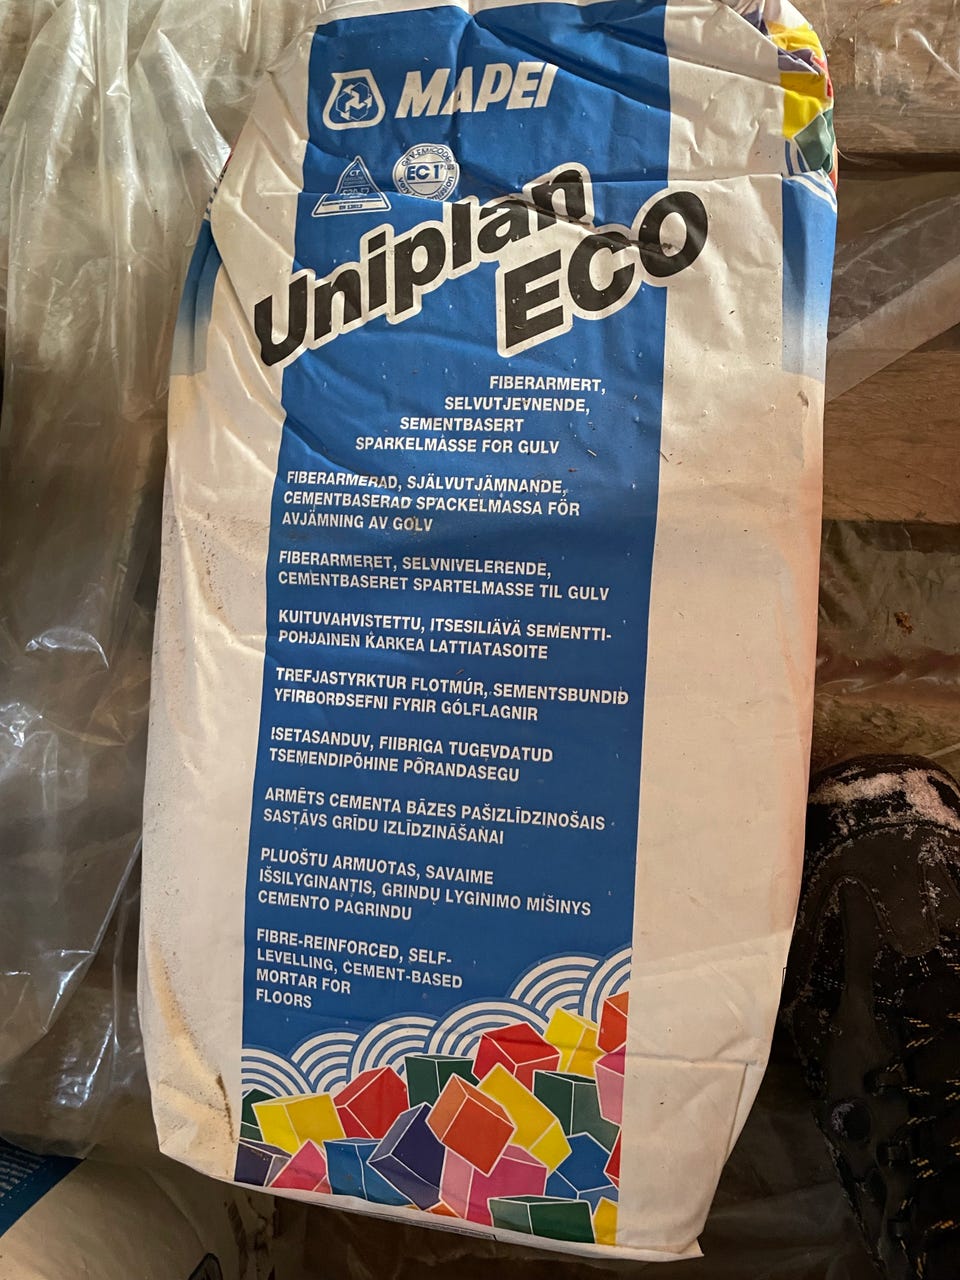 MAPEI
CT
EC 1
Uniplan
ECO
FIBERARMERT,
SELVUTJEVNENDE,
SEMENTBASERT
SPARKELMASSE FOR GULV
FIBERARMERAD, SJÄLVUTJÄMNANDE,
CEMENTBASERAD SPACKELMASSA FÖR
AVJÄMNING AV GOLV
FIBERARMERET, SELVNIVELERENDE,
CEMENTBASERET SPARTELMASSE TIL GULV
KUITUVAHVISTETTU, ITSESILIÄVÄ SEMENTTI-
POHJAINEN KARKEA LATTIATASOITE
TREFJASTYRKTUR FLOTMÚR, SEMENTSBUNDIÐ
YFIRBORÐSEFNI FYRIR GÓLFLAGNIR
ISETASANDUV, FIIBRIGA TUGEVDATUD
TSEMENDIPÕHINE PÕRANDASEGU
ARMĒTS CEMENTA BĀZES PAŠIZLĪDZINOŠAIS
SASTĀVS GRĪDU IZLĪDZINĀŠANAI
PLUOŠTU ARMUOTAS, SAVAIME
IŠSILYGINANTIS, GRINDŲ LYGINIMO MIŠINYS
CEMENTO PAGRINDU
FIBRE-REINFORCED, SELF-
LEVELLING, CEMENT-BASED
MORTAR FOR
FLOORS